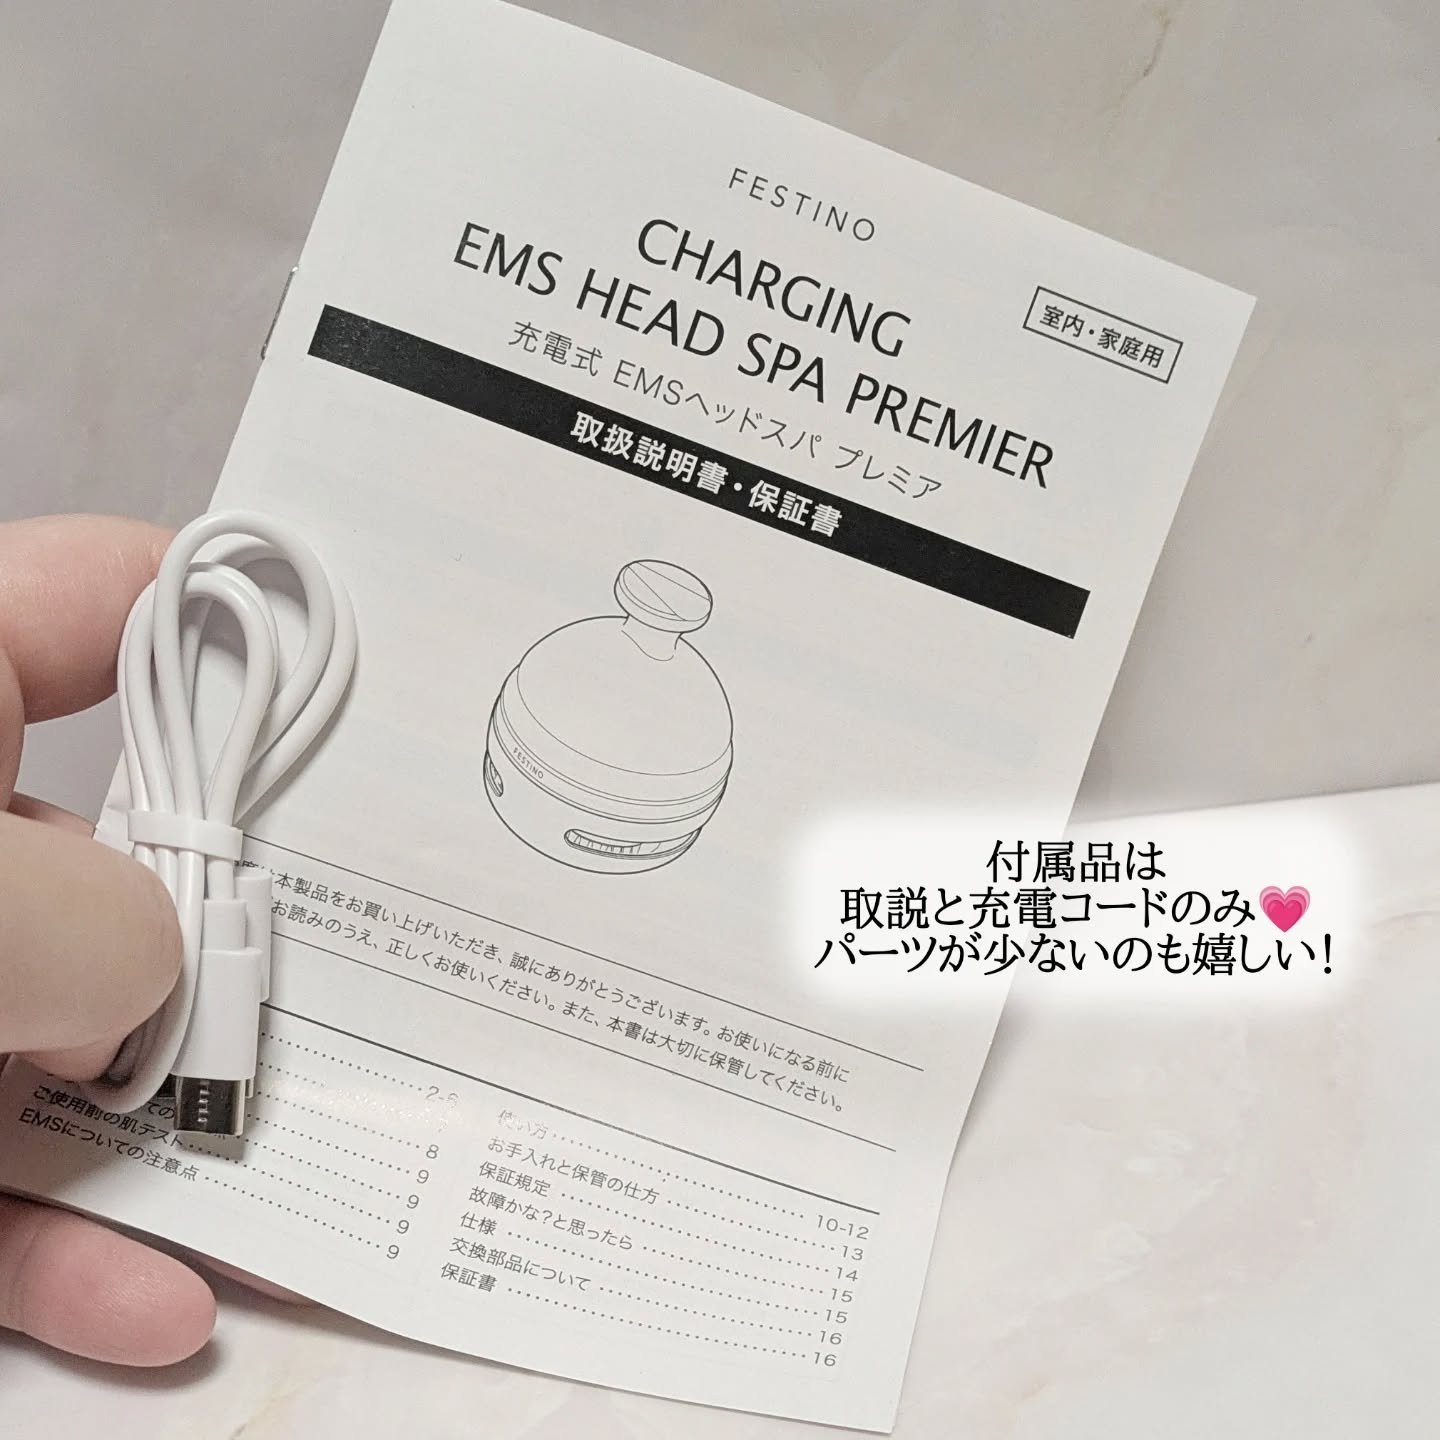 FESTINO
CHARGING
EMS HEAD SPA PREMIER
室内・家庭用
充電式 EMSヘッドスパ プレミア
取扱説明書・保証書
FESTINO
付属品は
取説と充電コードのみ💗
パーツが少ないのも嬉しい！
本製品をお買い上げいただき、誠にありがとうございます。お使いになる前に
お読みのうえ、正しくお使いください。また、本書は大切に保管してください。
8
9
ご使用前の肌テスト 9
EMSについての注意点 9
使い方 10-12
お手入れと保管の仕方 13
保証規定 14
故障かな？と思ったら 15
仕様 15
交換部品について 16
保証書 16